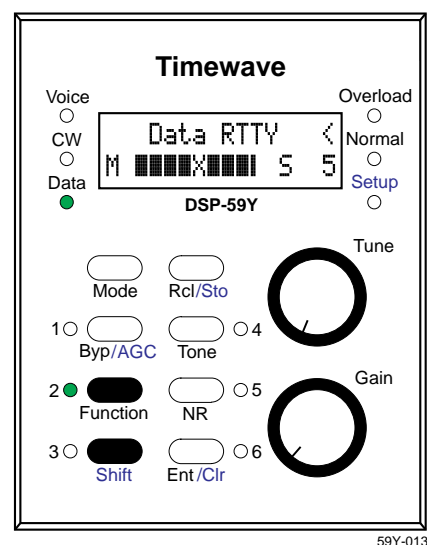 Timewave
Voice
Overload
CW
Data RTTY <
Normal
M X S 5
Data
Setup
DSP-59Y
Tune
Mode
Rcl/Sto
1
4
Byp/AGC
Tone
Gain
2
5
Function
NR
3
6
Shift
Ent/Clr
59Y-013